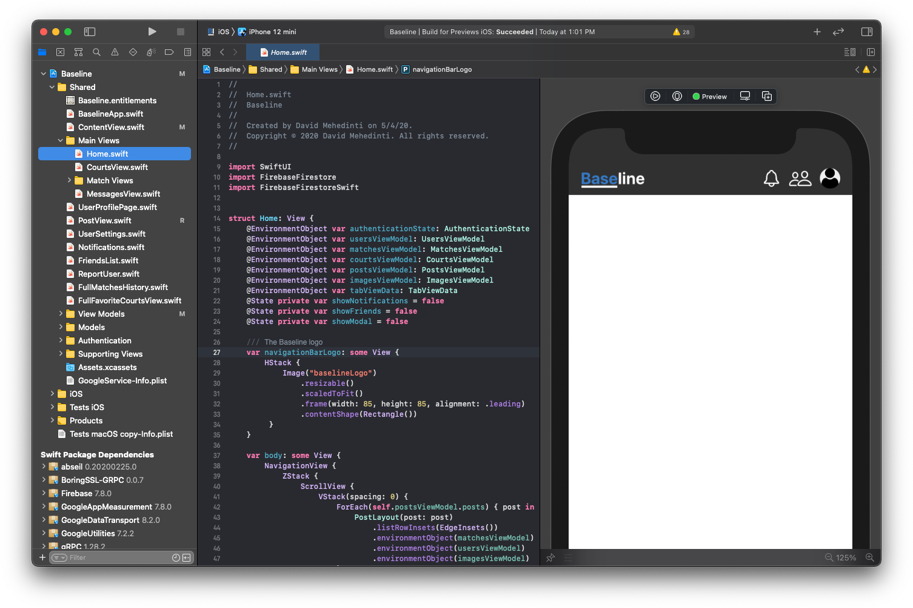 iOS
iPhone 12 mini
Baseline | Build for Previews iOS: Succeeded | Today at 1:01 PM
26
Home.swift
Baseline
Shared
Main Views
Home.swift
P
navigationBarLogo
Baseline
M
Shared
Baseline.entitlements
BaselineApp.swift
ContentView.swift
M
Main Views
Home.swift
CourtsView.swift
Match Views
MessagesView.swift
UserProfilePage.swift
PostView.swift
R
UserSettings.swift
Notifications.swift
FriendsList.swift
ReportUser.swift
FullMatchesHistory.swift
FullFavoriteCourtsView.swift
View Models
M
Models
Authentication
Supporting Views
Assets.xcassets
GoogleService-Info.plist
iOS
Tests iOS
Products
Tests macOS copy-Info.plist
Swift Package Dependencies
abseil 0.20200225.0
BoringSSL-GRPC 0.0.7
Firebase 7.8.0
GoogleAppMeasurement 7.8.0
GoogleDataTransport 8.2.0
GoogleUtilities 7.2.2
gRPC 1.28.2
Filter
1 //
2 // Home.swift
3 // Baseline
4 //
5 // Created by David Mehedinti on 5/4/20.
6 // Copyright © 2020 David Mehedinti. All rights reserved.
7 //
8
9 import SwiftUI
10 import FirebaseFirestore
11 import FirebaseFirestoreSwift
12
13
14 struct Home: View {
15 @EnvironmentObject var authenticationState: AuthenticationState
16 @EnvironmentObject var usersViewModel: UsersViewModel
17 @EnvironmentObject var matchesViewModel: MatchesViewModel
18 @EnvironmentObject var courtsViewModel: CourtsViewModel
19 @EnvironmentObject var postsViewModel: PostsViewModel
20 @EnvironmentObject var imagesViewModel: ImagesViewModel
21 @EnvironmentObject var tabViewData: TabViewData
22 @State private var showNotifications = false
23 @State private var showFriends = false
24 @State private var showModal = false
25
26 /// The Baseline logo
27 var navigationBarLogo: some View {
28 HStack {
29 Image("baselineLogo")
30 .resizable()
31 .scaledToFit()
32 .frame(width: 85, height: 85, alignment: .leading)
33 .contentShape(Rectangle())
34 }
35 }
36
37 var body: some View {
38 NavigationView {
39 ZStack {
40 ScrollView {
41 VStack(spacing: 0) {
42 ForEach(self.postsViewModel.posts) { post in
43 PostLayout(post: post)
44 .listRowInsets(EdgeInsets())
45 .environmentObject(matchesViewModel)
46 .environmentObject(usersViewModel)
47 .environmentObject(imagesViewModel)
Preview
Baseline
125%